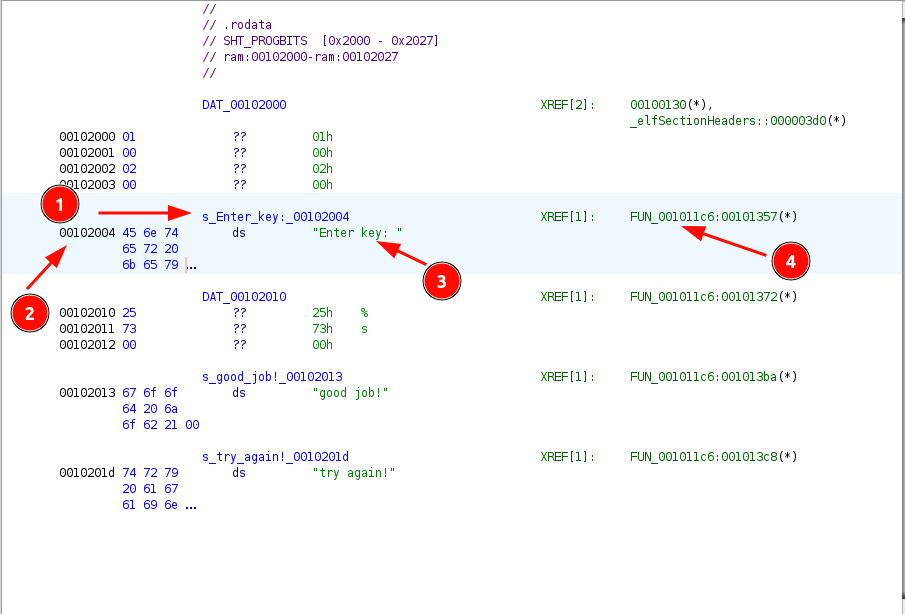 //
// .rodata
// SHT_PROGBITS  [0x2000 - 0x2027]
// ram:00102000-ram:00102027
//
DAT_00102000 XREF[2]: 00100130(*),
_elfSectionHeaders::000003d0(*)
00102000 01 ?? 01h
00102001 00 ?? 00h
00102002 02 ?? 02h
00102003 00 ?? 00h
1
s_Enter_key:_00102004 XREF[1]: FUN_001011c6:00101357(*)
00102004 45 6e 74 ds "Enter key: "
65 72 20
6b 65 79 ...
4
3
2
DAT_00102010 XREF[1]: FUN_001011c6:00101372(*)
00102010 25 ?? 25h %
00102011 73 ?? 73h s
00102012 00 ?? 00h
s_good_job!_00102013 XREF[1]: FUN_001011c6:001013ba(*)
00102013 67 6f 6f ds "good job!"
64 20 6a
6f 62 21 00
s_try_again!_0010201d XREF[1]: FUN_001011c6:001013c8(*)
0010201d 74 72 79 ds "try again!"
20 61 67
61 69 6e ...